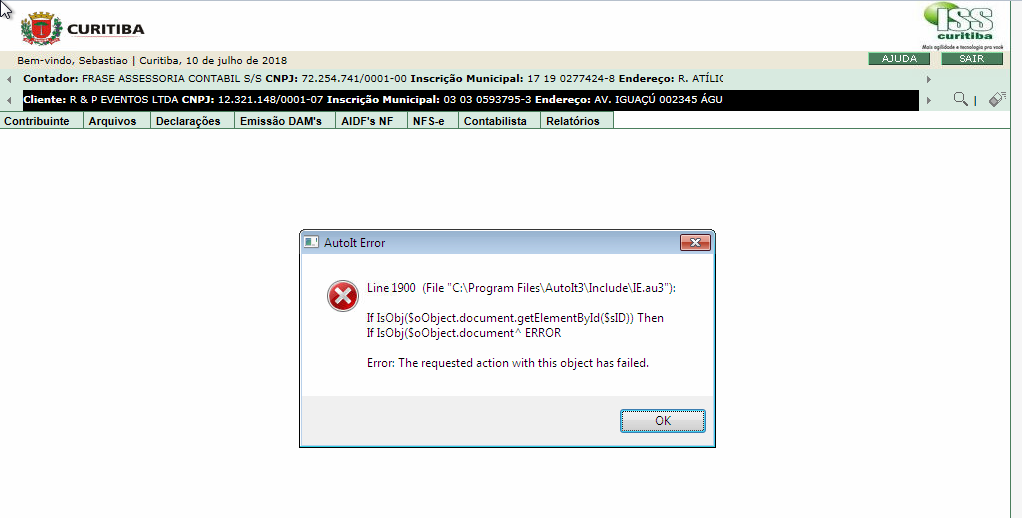 CURITIBA
ISS
curitiba
Mais agilidade e tecnologia pra você
Bem-vindo, Sebastiao | Curitiba, 10 de julho de 2018
AJUDA
SAIR
Contador: FRASE ASSESSORIA CONTABIL S/S CNPJ: 72.254.741/0001-00 Inscrição Municipal: 17 19 0277424-8 Endereço: R. ATÍLIC
Cliente: R & P EVENTOS LTDA CNPJ: 12.321.148/0001-07 Inscrição Municipal: 03 03 0593795-3 Endereço: AV. IGUAÇÚ 002345 ÁGU
|
Contribuinte Arquivos Declarações Emissão DAM's AIDF's NF NFS-e Contabilista Relatórios
AutoIt Error
Line 1900 (File "C:\Program Files\AutoIt3\Include\IE.au3"):
If IsObj($oObject.document.getElementById($sID)) Then
If IsObj($oObject.document^ ERROR
Error: The requested action with this object has failed.
OK